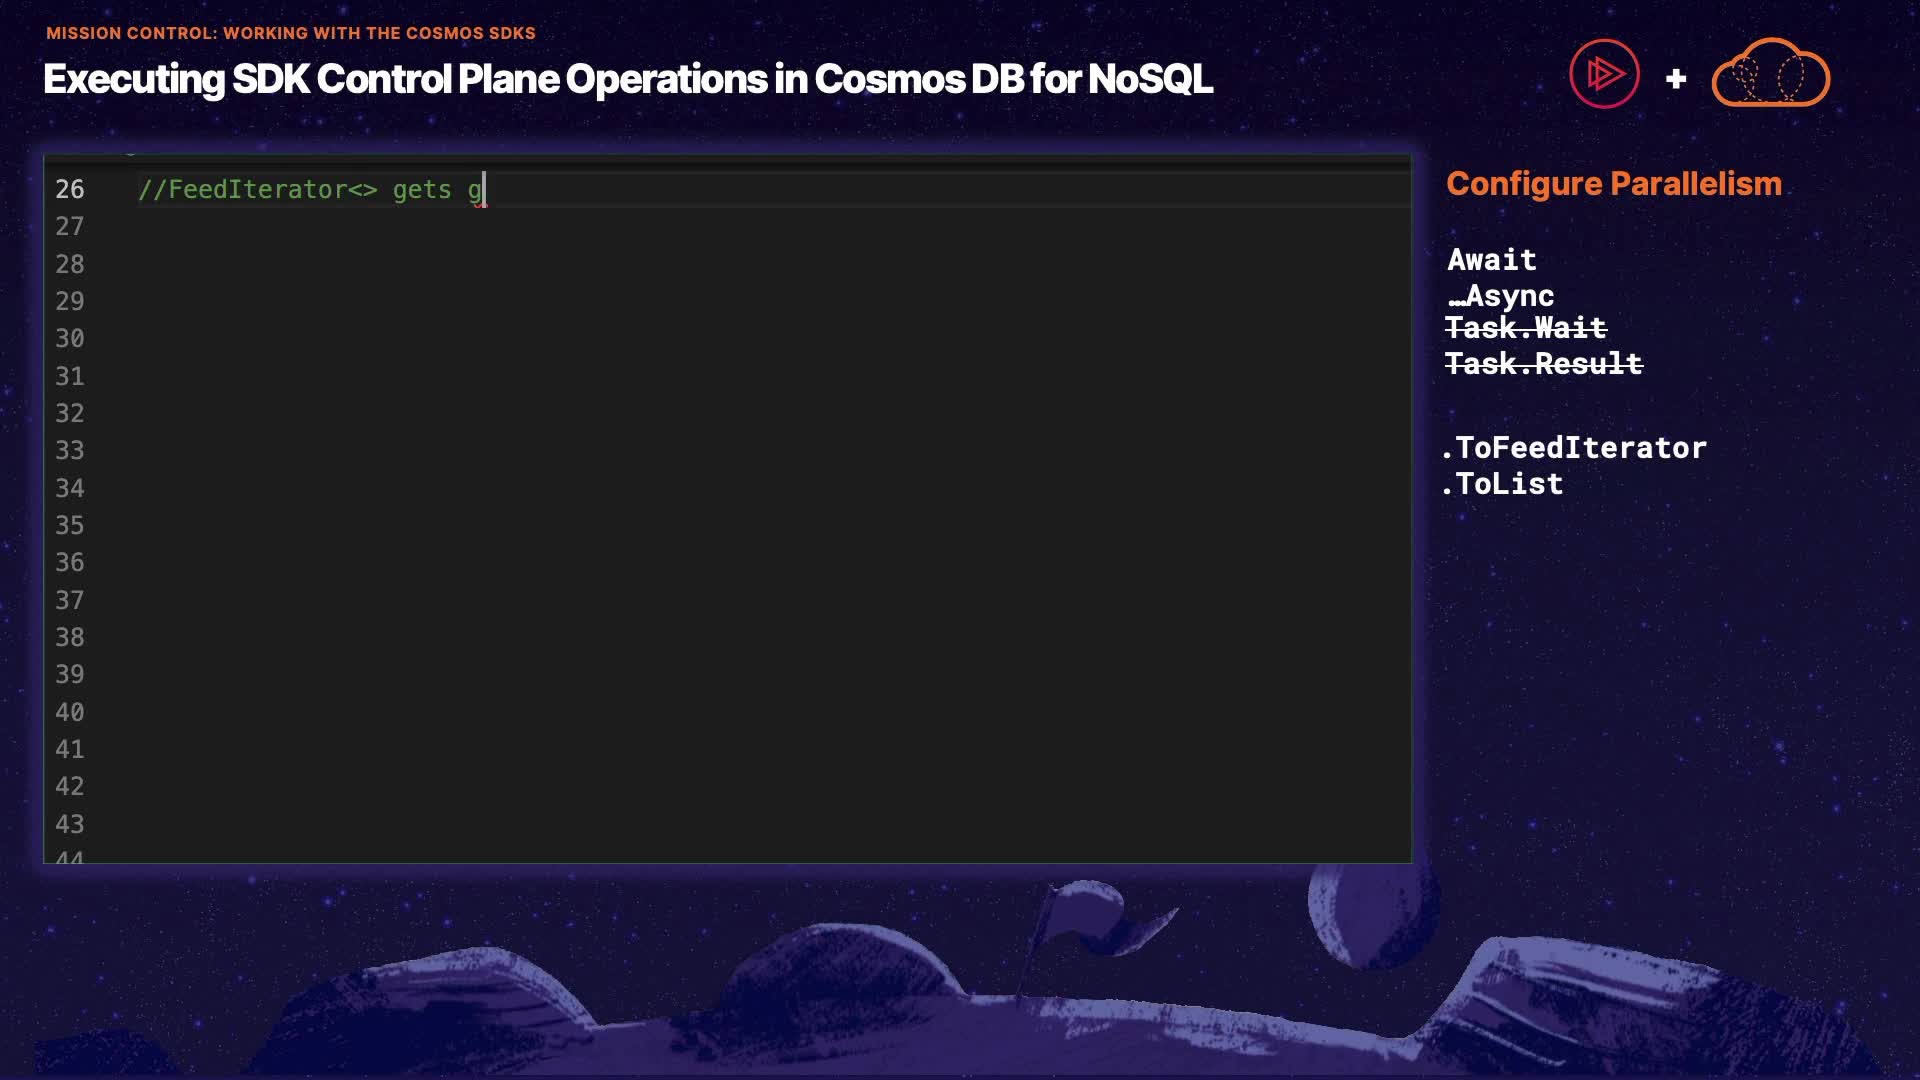 MISSION CONTROL: WORKING WITH THE COSMOS SDKS
Executing SDK Control Plane Operations in Cosmos DB for NoSQL
+
26 //FeedIterator<> gets g
27
28
29
30
31
32
33
34
35
36
37
38
39
40
41
42
43
44
Configure Parallelism
Await
…Async
Task.Wait
Task.Result
.ToFeedIterator
.ToList